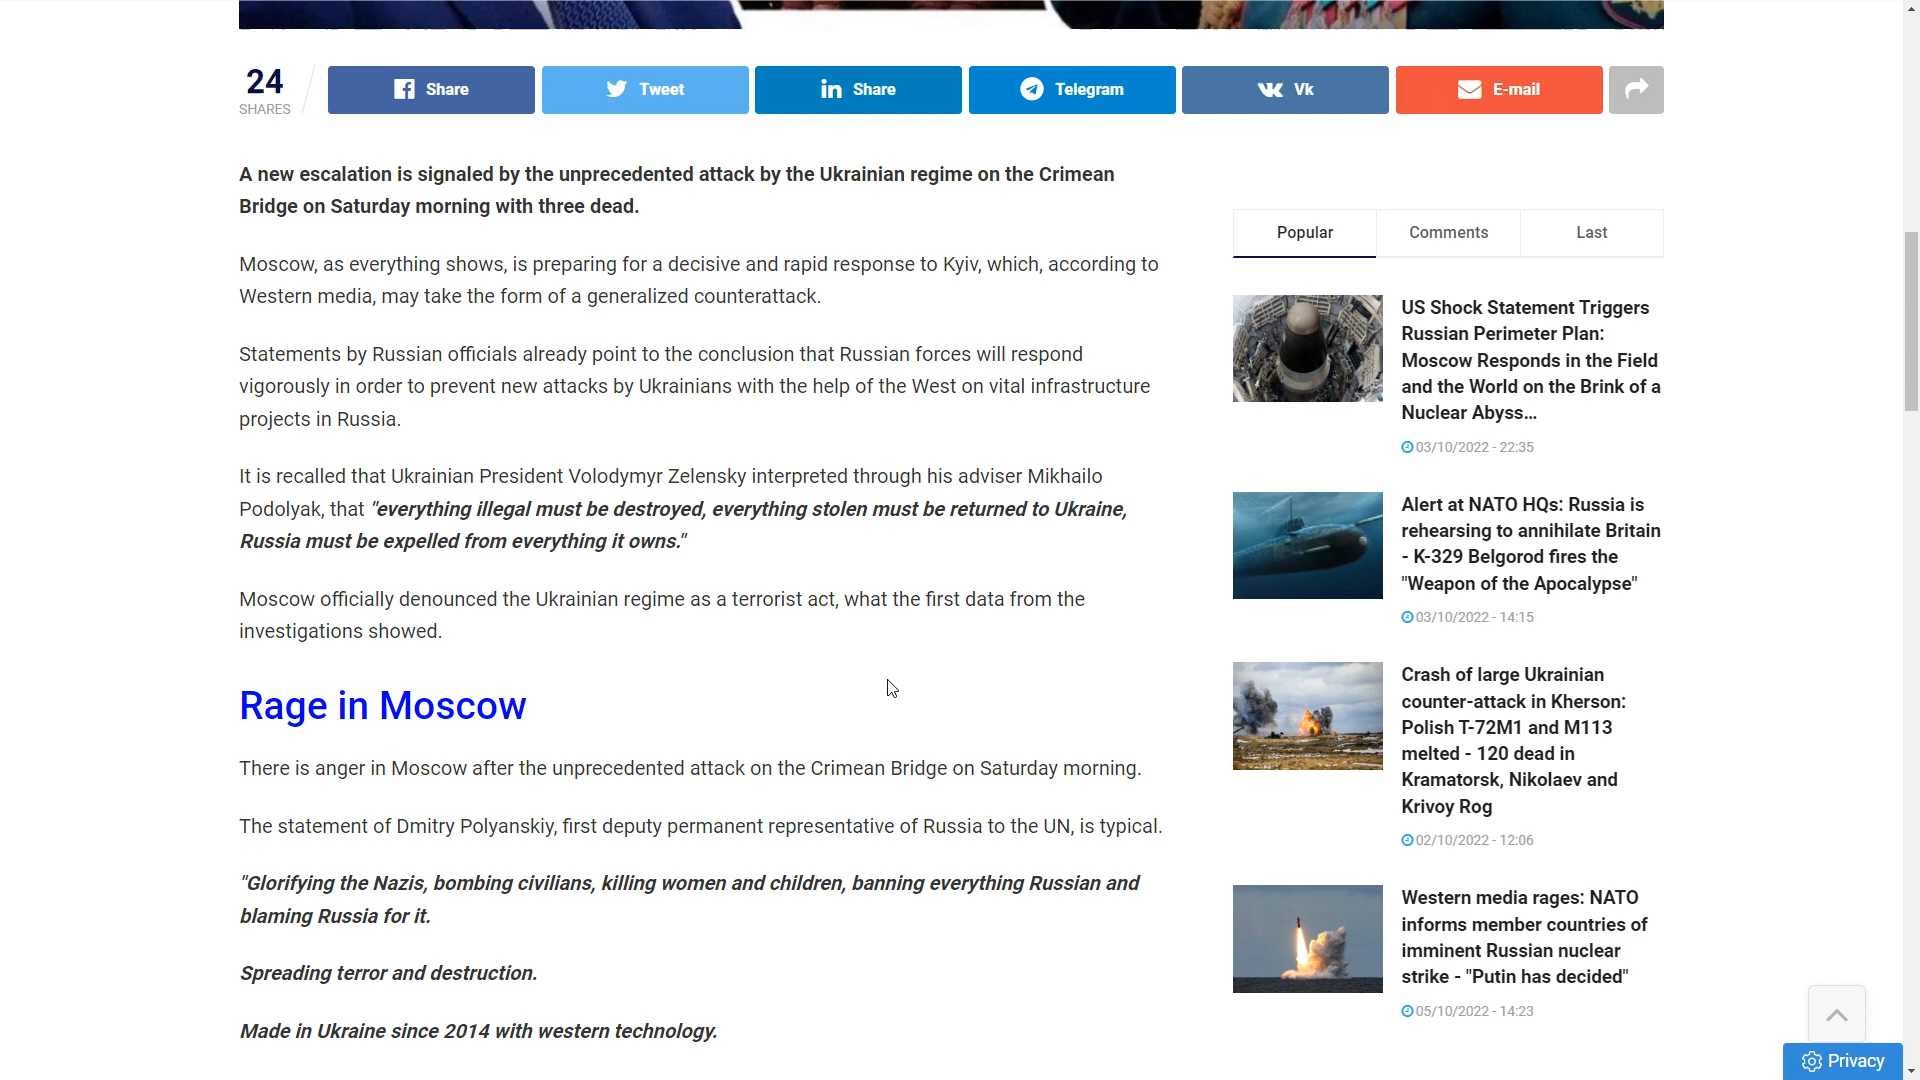 24
SHARES
Share
Tweet
Share
Telegram
Vk
E-mail
A new escalation is signaled by the unprecedented attack by the Ukrainian regime on the Crimean
Bridge on Saturday morning with three dead.
Moscow, as everything shows, is preparing for a decisive and rapid response to Kyiv, which, according to
Western media, may take the form of a generalized counterattack.
Statements by Russian officials already point to the conclusion that Russian forces will respond
vigorously in order to prevent new attacks by Ukrainians with the help of the West on vital infrastructure
projects in Russia.
It is recalled that Ukrainian President Volodymyr Zelensky interpreted through his adviser Mikhailo
Podolyak, that "everything illegal must be destroyed, everything stolen must be returned to Ukraine,
Russia must be expelled from everything it owns."
Moscow officially denounced the Ukrainian regime as a terrorist act, what the first data from the
investigations showed.
Rage in Moscow
There is anger in Moscow after the unprecedented attack on the Crimean Bridge on Saturday morning.
The statement of Dmitry Polyanskiy, first deputy permanent representative of Russia to the UN, is typical.
"Glorifying the Nazis, bombing civilians, killing women and children, banning everything Russian and
blaming Russia for it.
Spreading terror and destruction.
Made in Ukraine since 2014 with western technology.
Popular
Comments
Last
US Shock Statement Triggers
Russian Perimeter Plan:
Moscow Responds in the Field
and the World on the Brink of a
Nuclear Abyss...
03/10/2022 - 22:35
Alert at NATO HQs: Russia is
rehearsing to annihilate Britain
- K-329 Belgorod fires the
"Weapon of the Apocalypse"
03/10/2022 - 14:15
Crash of large Ukrainian
counter-attack in Kherson:
Polish T-72M1 and M113
melted - 120 dead in
Kramatorsk, Nikolaev and
Krivoy Rog
02/10/2022 - 12:06
Western media rages: NATO
informs member countries of
imminent Russian nuclear
strike - "Putin has decided"
05/10/2022 - 14:23
Privacy